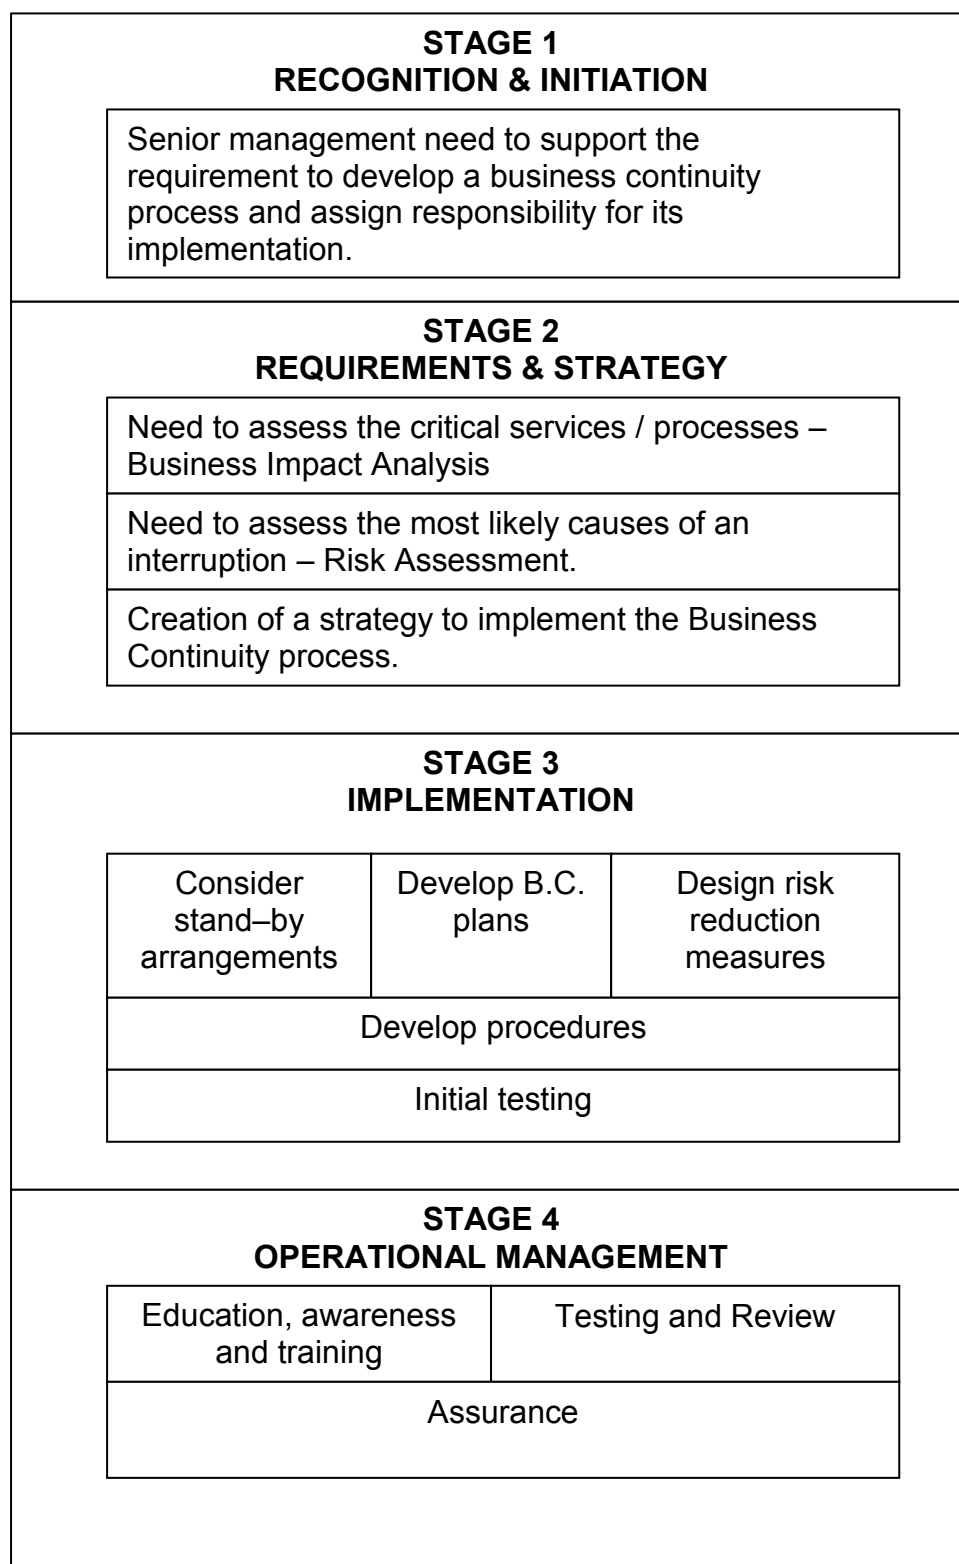 STAGE 1
RECOGNITION & INITIATION
Senior management need to support the
requirement to develop a business continuity
process and assign responsibility for its
implementation.
STAGE 2
REQUIREMENTS & STRATEGY
Need to assess the critical services / processes –
Business Impact Analysis
Need to assess the most likely causes of an
interruption – Risk Assessment.
Creation of a strategy to implement the Business
Continuity process.
STAGE 3
IMPLEMENTATION
Consider
stand–by
arrangements
Develop B.C.
plans
Design risk
reduction
measures
Develop procedures
Initial testing
STAGE 4
OPERATIONAL MANAGEMENT
Education, awareness
and training
Testing and Review
Assurance